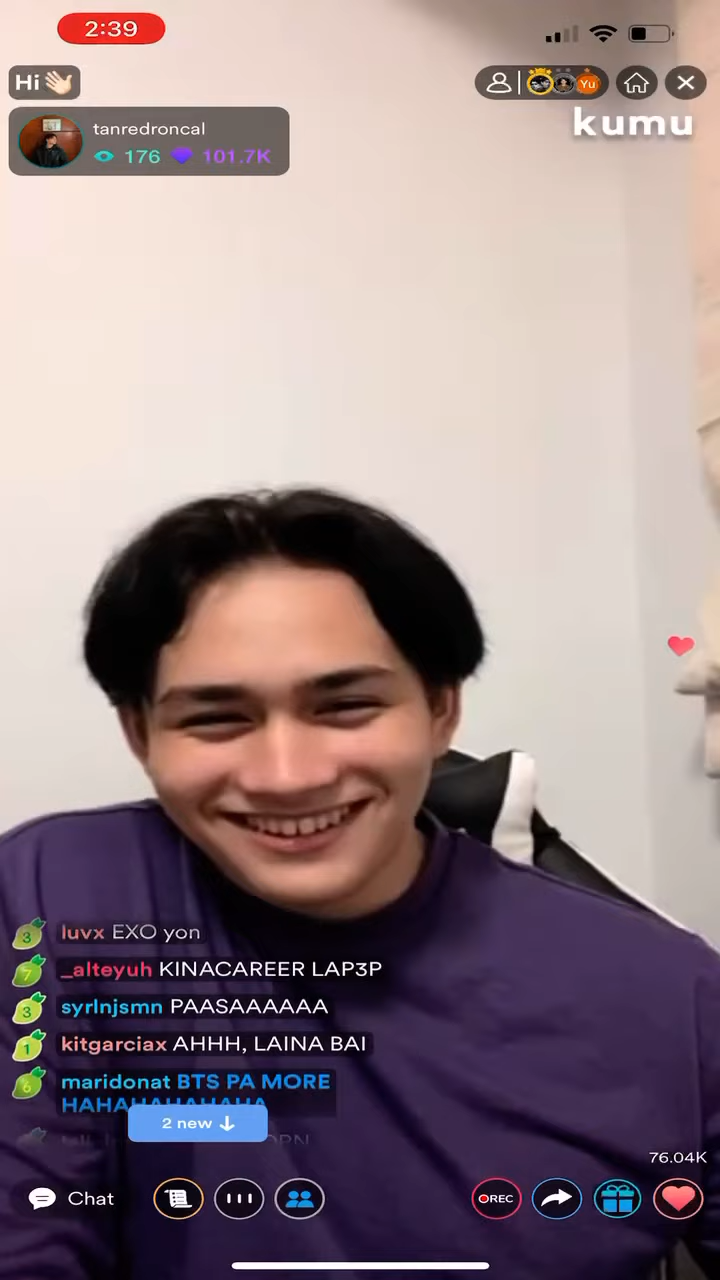 2:39
Hi
Yu
kumu
tanredroncal
176 101.7K
3 luvx EXO yon
7 _alteyuh KINACAREER LAP3P
3 syrlnjsmn PAASAAAAAA
1 kitgarciax AHHH, LAINA BAI
6 maridonat BTS PA MORE
HAHAHAHAHAHA
2 new
76.04K
Chat
REC